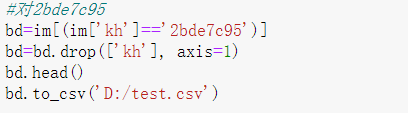 #对2bde7c95
bd=im[(im['kh']=='2bde7c95')]
bd=bd.drop(['kh'], axis=1)
bd.head()
bd.to_csv('D:/test.csv')